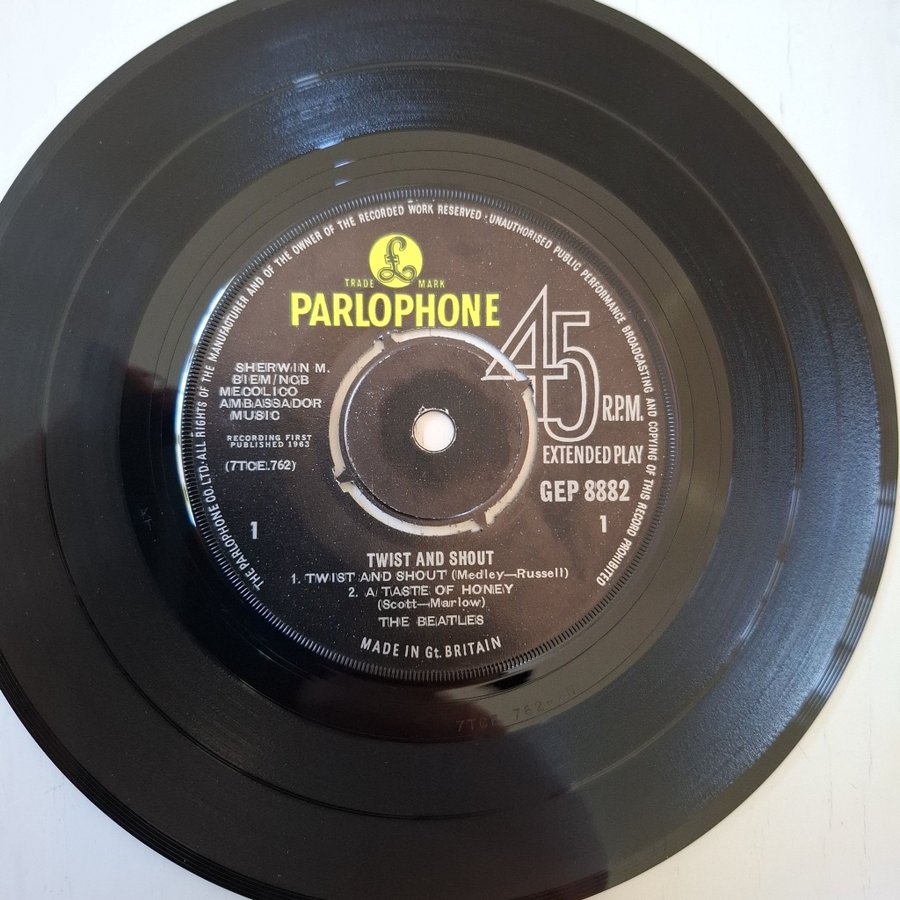 THE PARLOPHONE CO. LTD. · ALL RIGHTS OF THE MANUFACTURER AND OF THE OWNER OF THE RECORDED WORK RESERVED · UNAUTHORISED PUBLIC PERFORMANCE BROADCASTING AND COPYING OF THIS RECORD PROHIBITED
£
TRADE MARK
PARLOPHONE
45
R.P.M.
EXTENDED PLAY
GEP 8882
1
SHERWIN M.
BIEM/NCB
MECOLICO
AMBASSADOR
MUSIC
RECORDING FIRST
PUBLISHED 1963
(7TCE.762)
1
TWIST AND SHOUT
1. TWIST AND SHOUT (Medley—Russell)
2. A TASTE OF HONEY
(Scott—Marlow)
THE BEATLES
MADE IN Gt. BRITAIN
7TCE 762-